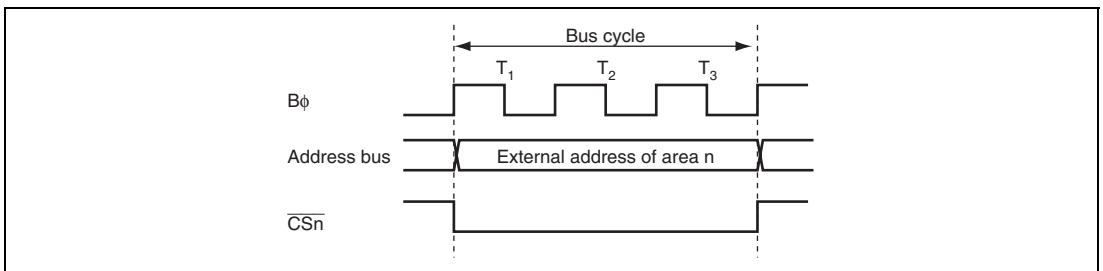 Bus cycle
T1 T2 T3
Bφ
Address bus External address of area n
CSn